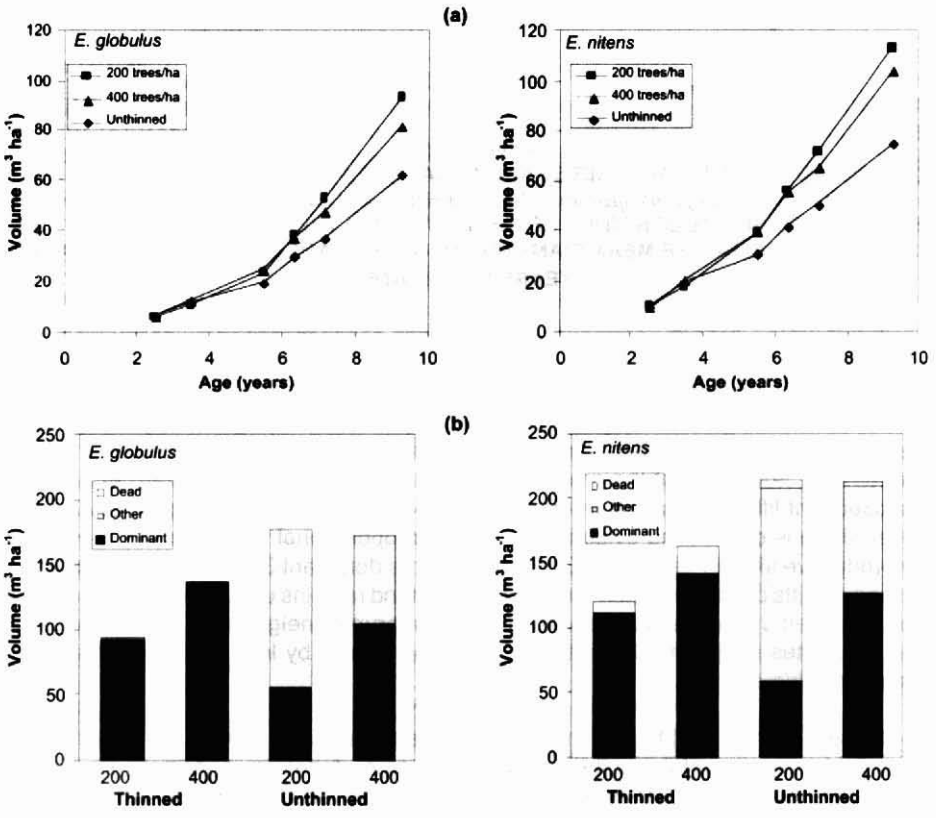 (a)
E. globulus
200 trees/ha
400 trees/ha
Unthinned
Volume (m³ ha⁻¹)
120
100
80
60
40
20
0
0 2 4 6 8 10
Age (years)
E. nitens
200 trees/ha
400 trees/ha
Unthinned
Volume (m³ ha⁻¹)
120
100
80
60
40
20
0
0 2 4 6 8 10
Age (years)
(b)
E. globulus
Dead
Other
Dominant
Volume (m³ ha⁻¹)
250
200
150
100
50
0
200 400 200 400
Thinned Unthinned
E. nitens
Dead
Other
Dominant
Volume (m³ ha⁻¹)
250
200
150
100
50
0
200 400 200 400
Thinned Unthinned